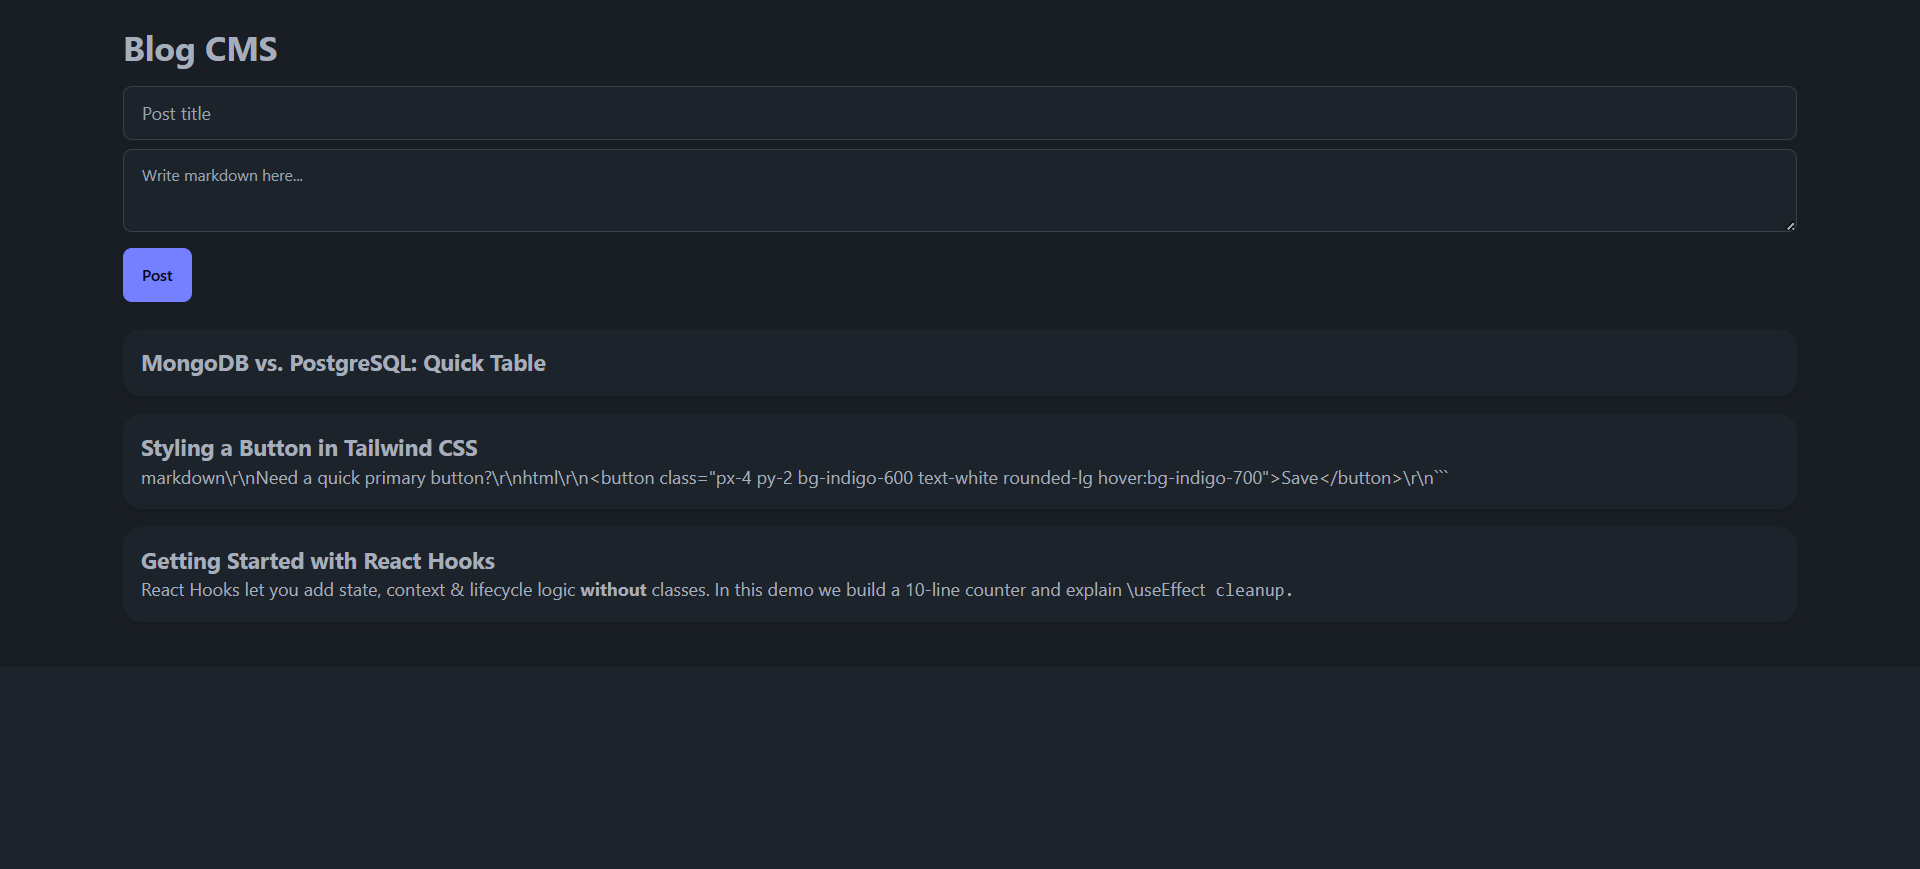 Blog CMS
Post title
Write markdown here...
Post
MongoDB vs. PostgreSQL: Quick Table
Styling a Button in Tailwind CSS
markdown\r\nNeed a quick primary button?\r\nhtml\r\n<button class="px-4 py-2 bg-indigo-600 text-white rounded-lg hover:bg-indigo-700">Save</button>\r\n```
Getting Started with React Hooks
React Hooks let you add state, context & lifecycle logic without classes. In this demo we build a 10-line counter and explain \useEffect cleanup.